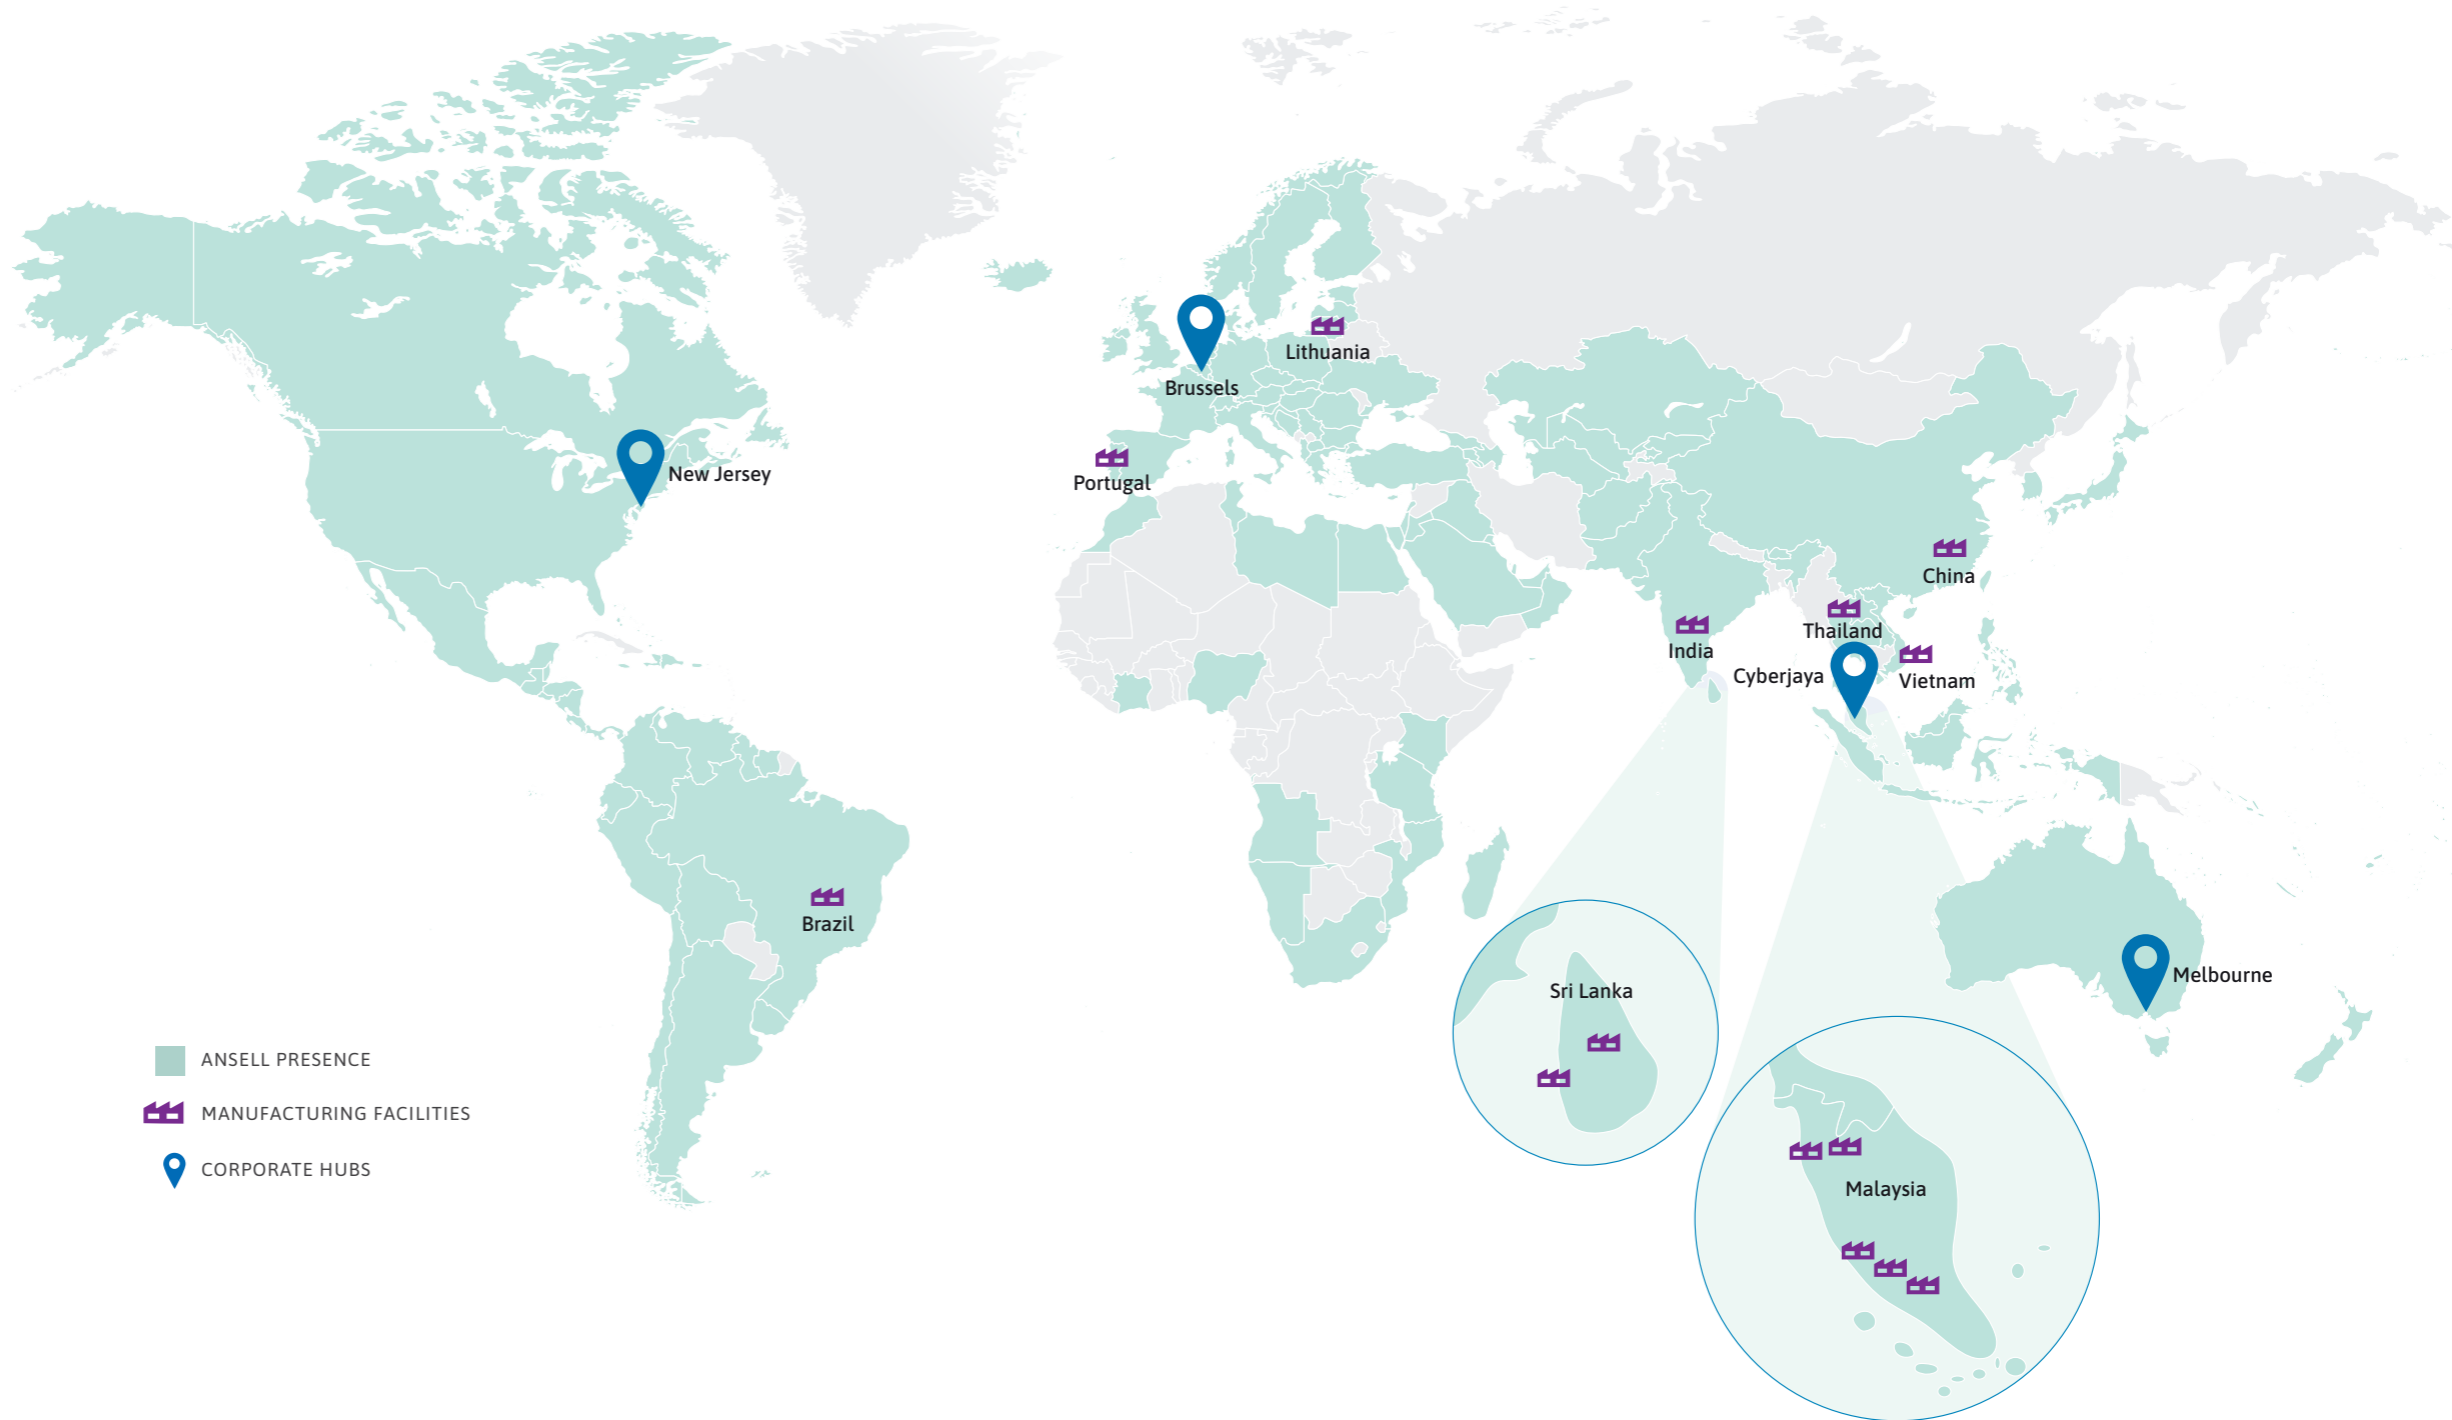 Lithuania
Brussels
New Jersey
Portugal
China
Thailand
India
Cyberjaya
Vietnam
Brazil
Melbourne
Sri Lanka
ANSELL PRESENCE
MANUFACTURING FACILITIES
CORPORATE HUBS
Malaysia